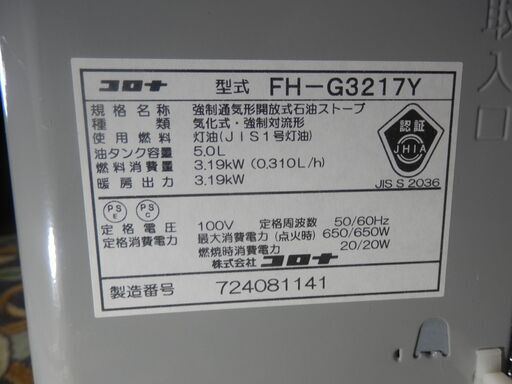 取入口
コロナ 型式 FH-G3217Y
規格名称 強制通気形開放式石油ストーブ
種類 気化式・強制対流形
使用燃料 灯油(JIS1号灯油)
油タンク容量 5.0L
燃料消費量 3.19kW (0.310L/h)
暖房出力 3.19kW
認証
JHIA
JIS S 2036
PS E PS C
定格電圧 100V 定格周波数 50/60Hz
定格消費電力 最大消費電力(点火時) 650/650W
燃焼時消費電力 20/20W
株式会社 コロナ
製造番号 724081141